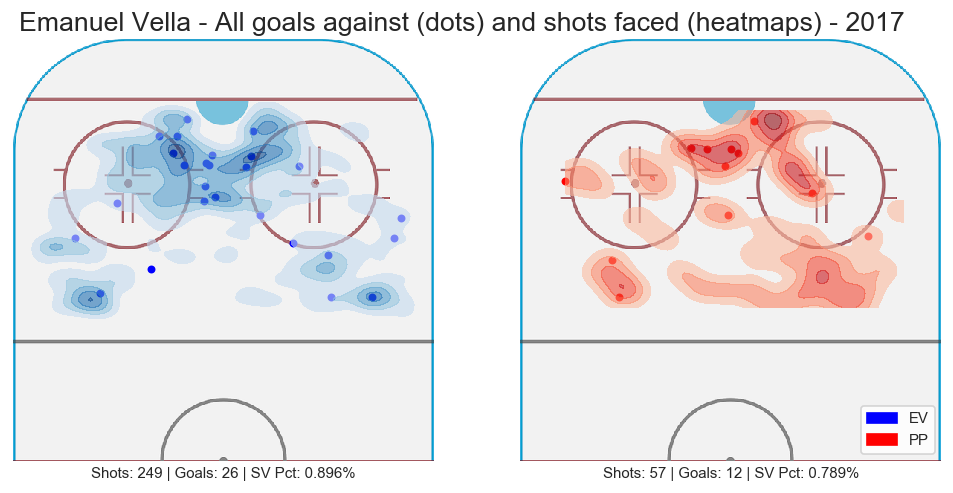 Emanuel Vella - All goals against (dots) and shots faced (heatmaps) - 2017
EV
PP
Shots: 249 | Goals: 26 | SV Pct: 0.896%
Shots: 57 | Goals: 12 | SV Pct: 0.789%